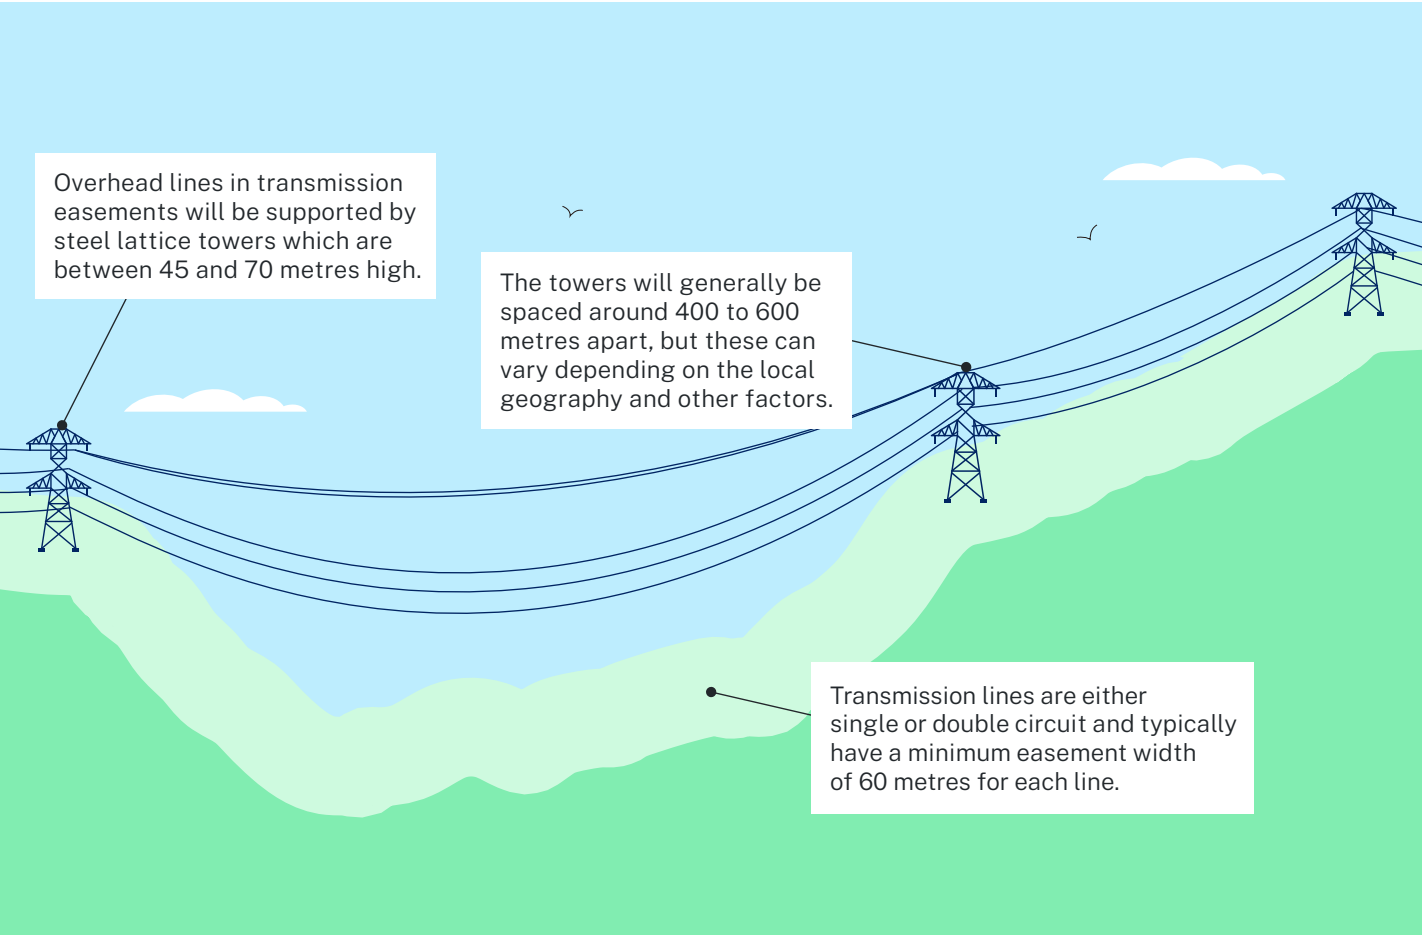 Overhead lines in transmission
easements will be supported by
steel lattice towers which are
between 45 and 70 metres high.
The towers will generally be
spaced around 400 to 600
metres apart, but these can
vary depending on the local
geography and other factors.
Transmission lines are either
single or double circuit and typically
have a minimum easement width
of 60 metres for each line.